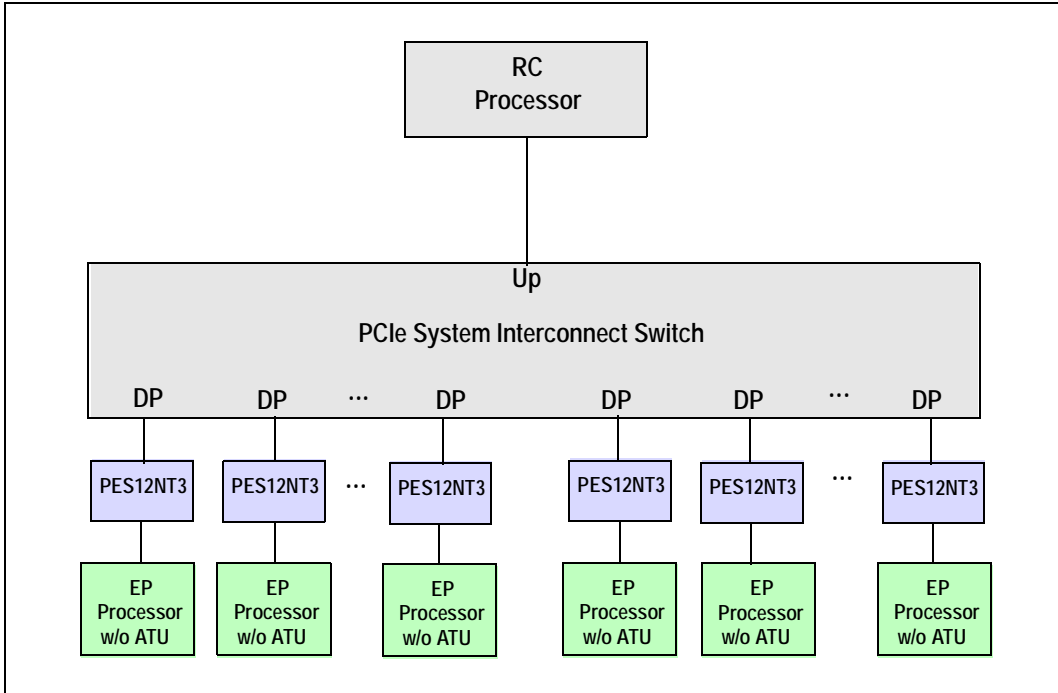 RC
Processor
Up
PCIe System Interconnect Switch
DP DP ... DP DP DP ... DP
PES12NT3 PES12NT3 ... PES12NT3 PES12NT3 PES12NT3 ... PES12NT3
EP EP EP EP EP EP
Processor Processor Processor Processor Processor Processor
w/o ATU w/o ATU w/o ATU w/o ATU w/o ATU w/o ATU